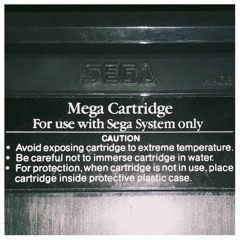 SEGA
Mega Cartridge
For use with Sega System only
CAUTION
• Avoid exposing cartridge to extreme temperature.
• Be careful not to immerse cartridge in water.
• For protection, when cartridge is not in use, place
cartridge inside protective plastic case.